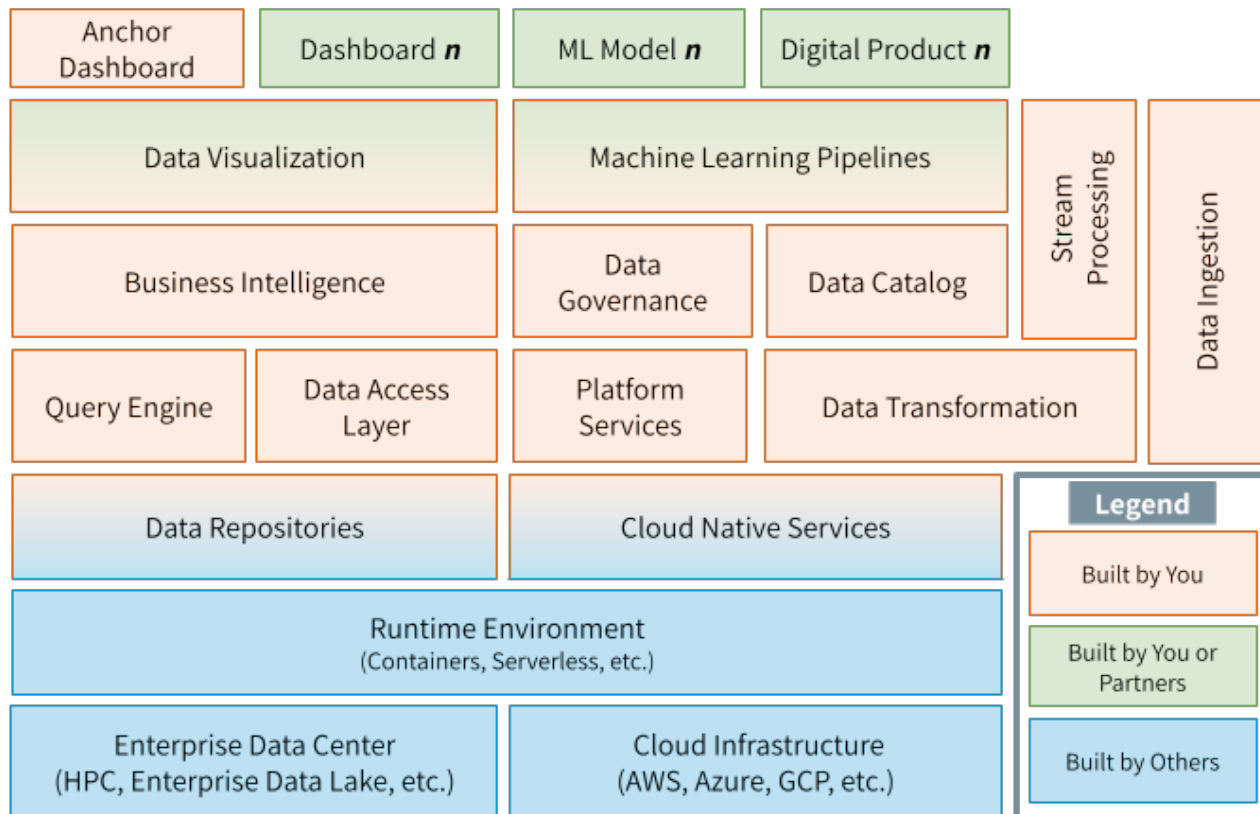 Anchor
Dashboard
Dashboard n
ML Model n
Digital Product n
Data Visualization
Machine Learning Pipelines
Stream
Processing
Data Ingestion
Business Intelligence
Data
Governance
Data Catalog
Query Engine
Data Access
Layer
Platform
Services
Data Transformation
Data Repositories
Cloud Native Services
Legend
Built by You
Built by You or
Partners
Built by Others
Runtime Environment
(Containers, Serverless, etc.)
Enterprise Data Center
(HPC, Enterprise Data Lake, etc.)
Cloud Infrastructure
(AWS, Azure, GCP, etc.)